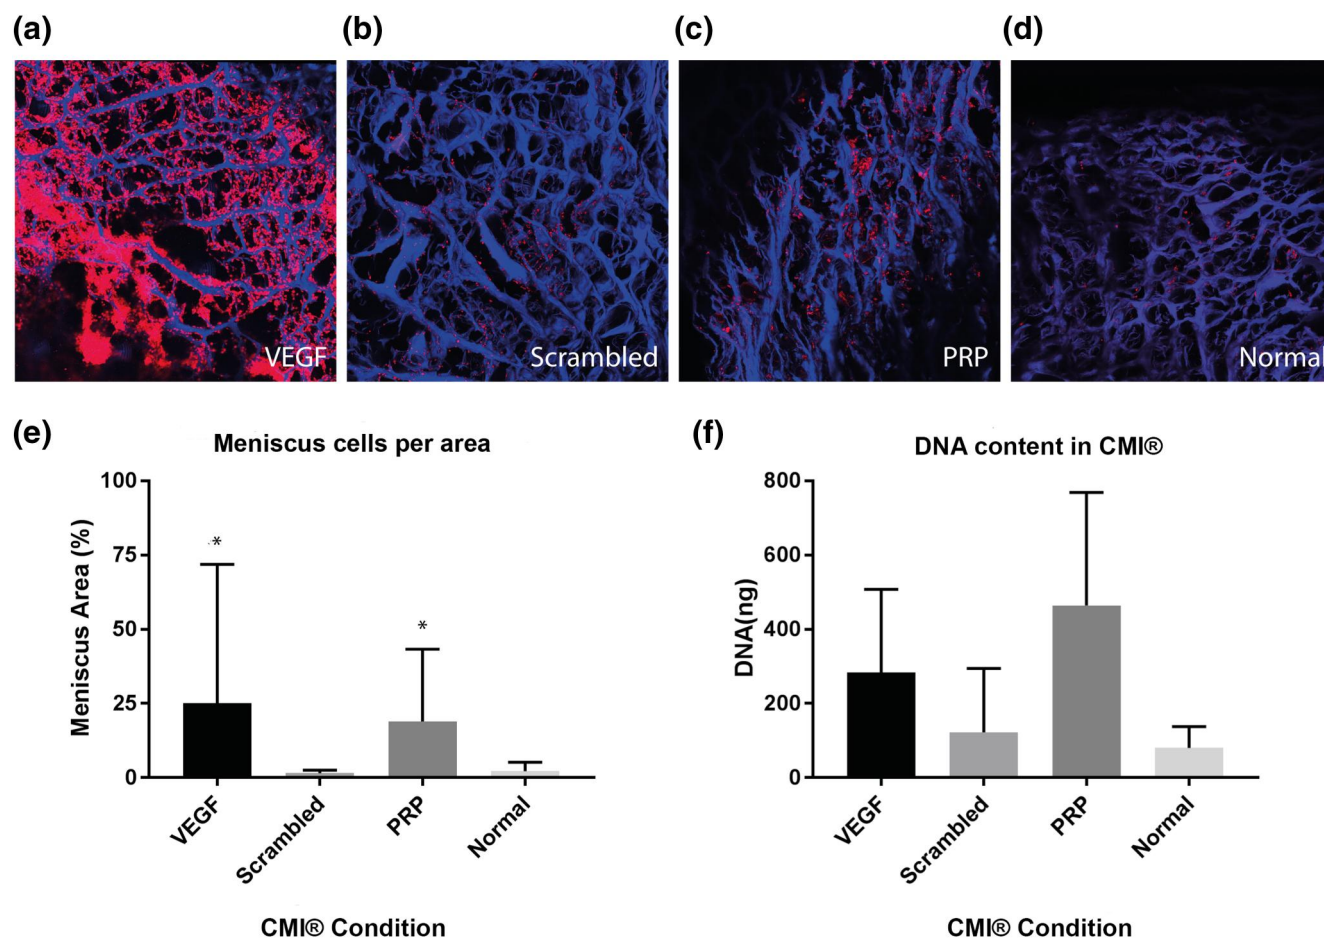 (a)
(b)
(c)
(d)
VEGF
Scrambled
PRP
Normal
(e)
Meniscus cells per area
Meniscus Area (%)
100
75
50
25
0
*
*
VEGF
Scrambled
PRP
Normal
CMI® Condition
(f)
DNA content in CMI®
DNA(ng)
800
600
400
200
0
VEGF
Scrambled
PRP
Normal
CMI® Condition